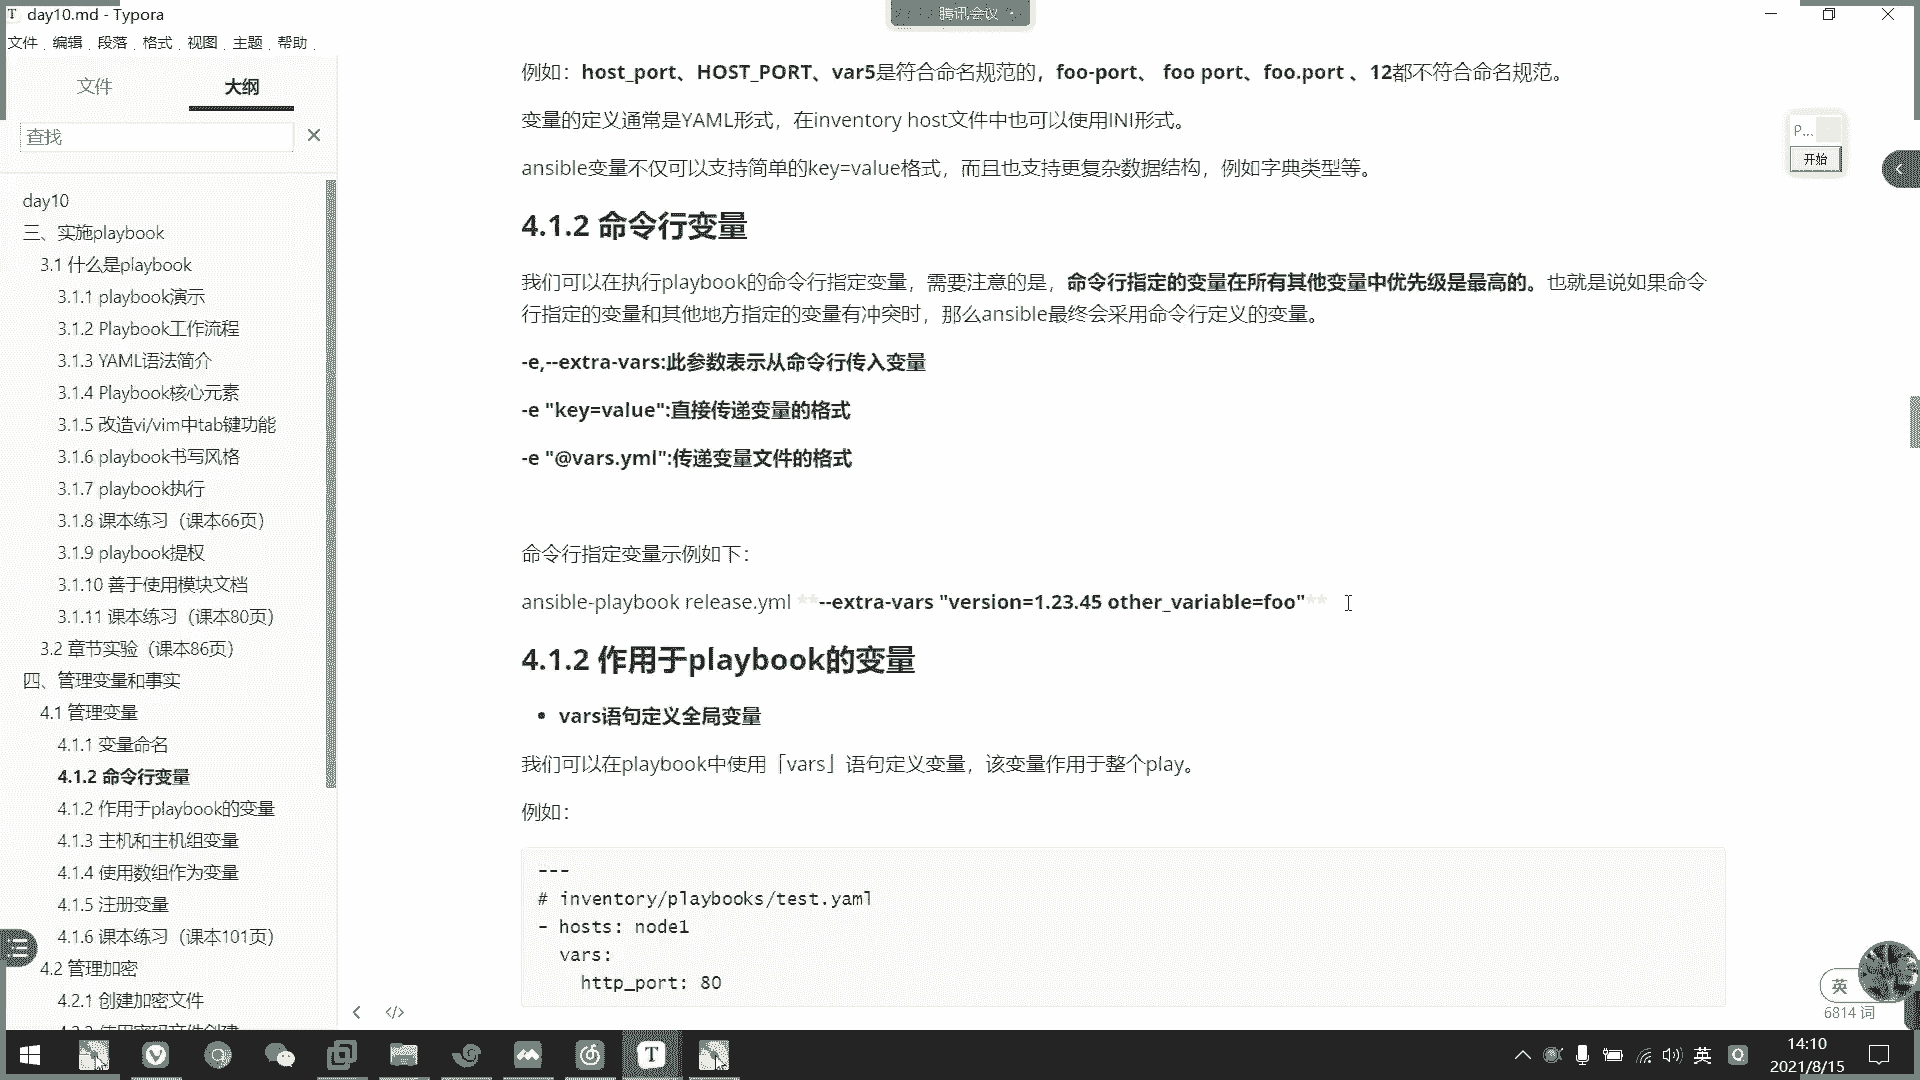 day10.md - Typora
腾讯会议
文件 编辑 段落 格式 视图 主题 帮助
文件 大纲
查找
day10
三、实施playbook
3.1 什么是playbook
3.1.1 playbook演示
3.1.2 Playbook工作流程
3.1.3 YAML语法简介
3.1.4 Playbook核心元素
3.1.5 改造vi/vim中tab键功能
3.1.6 playbook书写风格
3.1.7 playbook执行
3.1.8 课本练习（课本66页）
3.1.9 playbook提权
3.1.10 善于使用模块文档
3.1.11 课本练习（课本80页）
3.2 章节实验（课本86页）
四、管理变量和事实
4.1 管理变量
4.1.1 变量命名
4.1.2 命令行变量
4.1.2 作用于playbook的变量
4.1.3 主机和主机组变量
4.1.4 使用数组作为变量
4.1.5 注册变量
4.1.6 课本练习（课本101页）
4.2 管理加密
4.2.1 创建加密文件
例如：host_port、HOST_PORT、var5是符合命名规范的，foo-port、 foo port、foo.port 、12都不符合命名规范。
变量的定义通常是YAML形式，在inventory host文件中也可以使用INI形式。
ansible变量不仅可以支持简单的key=value格式，而且也支持更复杂数据结构，例如字典类型等。
4.1.2 命令行变量
我们可以在执行playbook的命令行指定变量，需要注意的是，命令行指定的变量在所有其他变量中优先级是最高的。也就是说如果命令
行指定的变量和其他地方指定的变量有冲突时，那么ansible最终会采用命令行定义的变量。
-e,--extra-vars:此参数表示从命令行传入变量
-e "key=value":直接传递变量的格式
-e "@vars.yml":传递变量文件的格式
命令行指定变量示例如下：
ansible-playbook release.yml **--extra-vars "version=1.23.45 other_variable=foo"**
4.1.2 作用于playbook的变量
• vars语句定义全局变量
我们可以在playbook中使用「vars」语句定义变量，该变量作用于整个play。
例如：
---
# inventory/playbooks/test.yaml
- hosts: node1
vars:
http_port: 80
P...
开始
英
6814 词
英
14:10
2021/8/15